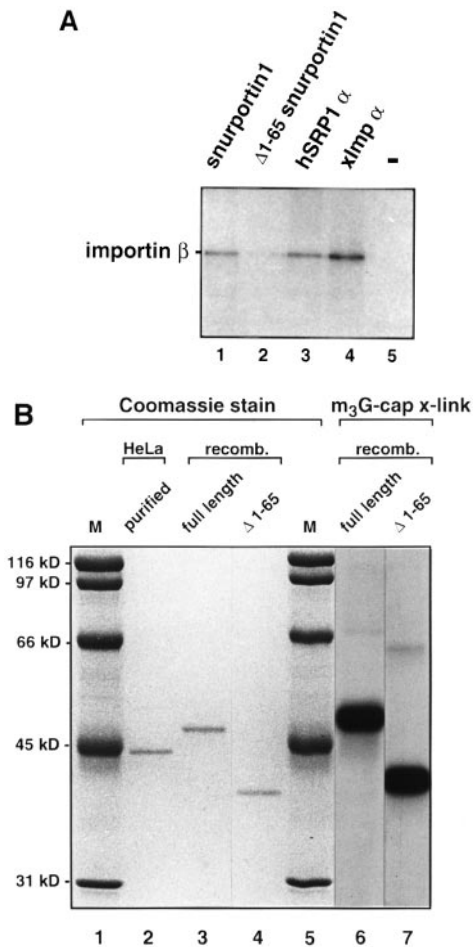 A
snurportin1
Δ1-65 snurportin1
hSRP1 α
xImp α
-
importin β
1 2 3 4 5
B
Coomassie stain
m₃G-cap x-link
HeLa
recomb.
recomb.
M
purified
full length
Δ 1-65
M
full length
Δ 1-65
116 kD
97 kD
66 kD
45 kD
31 kD
1 2 3 4 5 6 7